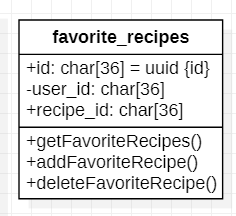 favorite_recipes
+id: char[36] = uuid {id}
-user_id: char[36]
+recipe_id: char[36]
+getFavoriteRecipes()
+addFavoriteRecipe()
+deleteFavoriteRecipe()